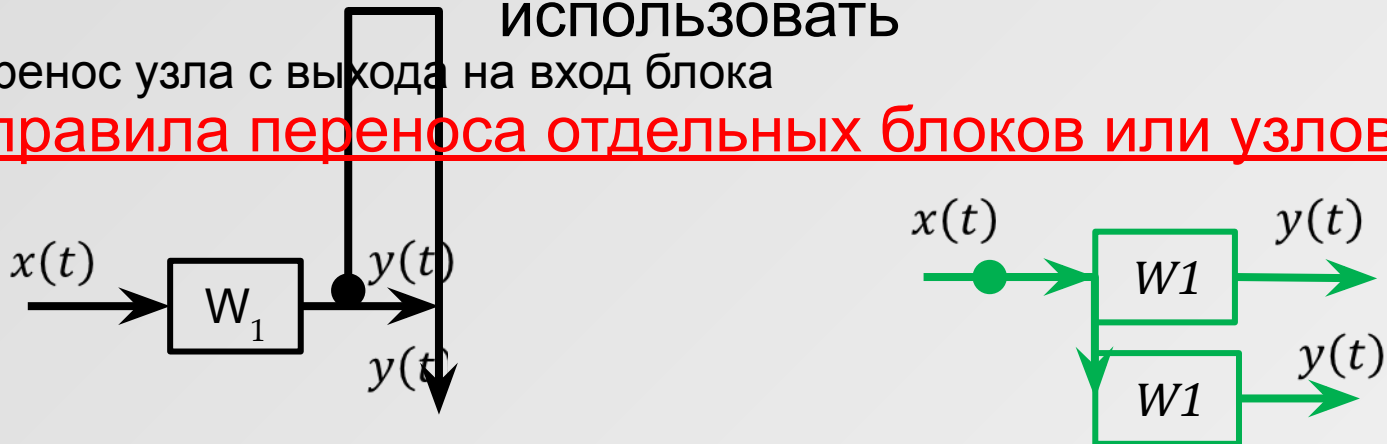 использовать
ренос узла с выхода на вход блока
правила переноса отдельных блоков или узлов
x(t)
W1
y(t)
y(t)
x(t)
W1
y(t)
W1
y(t)